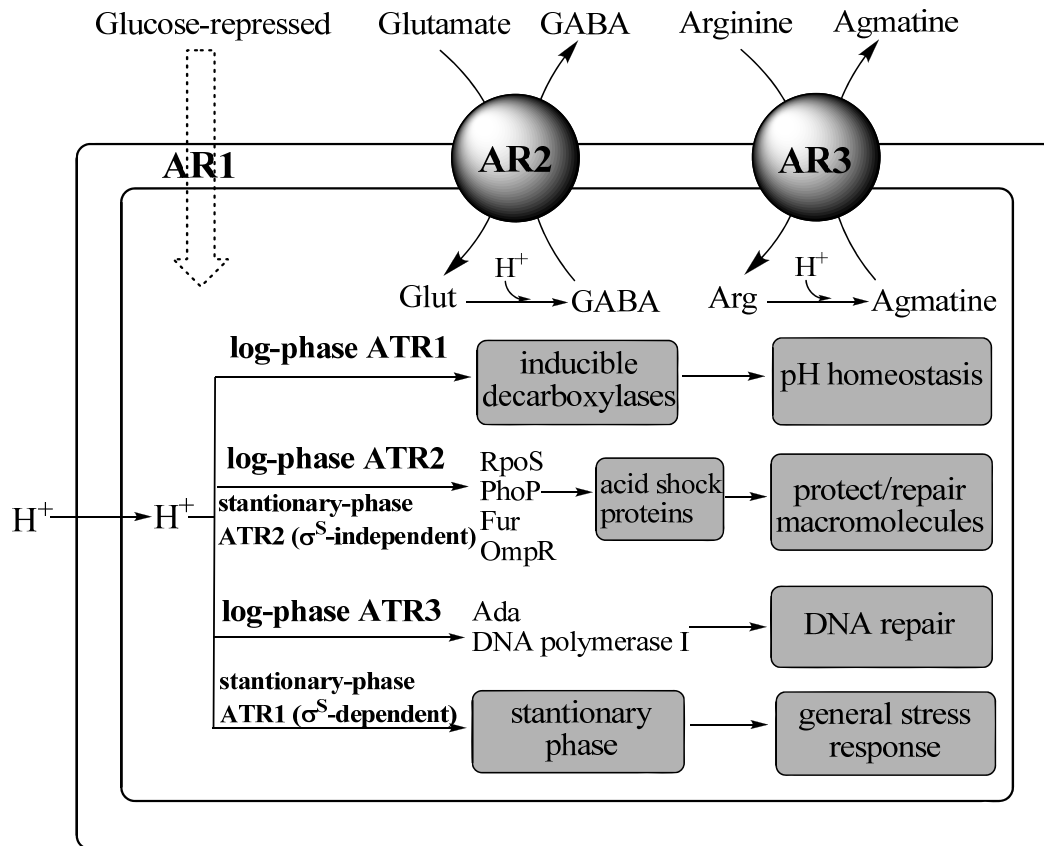 Glucose-repressed
Glutamate
GABA
Arginine
Agmatine
AR1
AR2
AR3
H+
Glut
GABA
H+
Arg
Agmatine
log-phase ATR1
inducible
decarboxylases
pH homeostasis
log-phase ATR2
stantionary-phase
ATR2 (σS-independent)
RpoS
PhoP
Fur
OmpR
acid shock
proteins
protect/repair
macromolecules
H+
H+
log-phase ATR3
Ada
DNA polymerase I
DNA repair
stantionary-phase
ATR1 (σS-dependent)
stantionary
phase
general stress
response